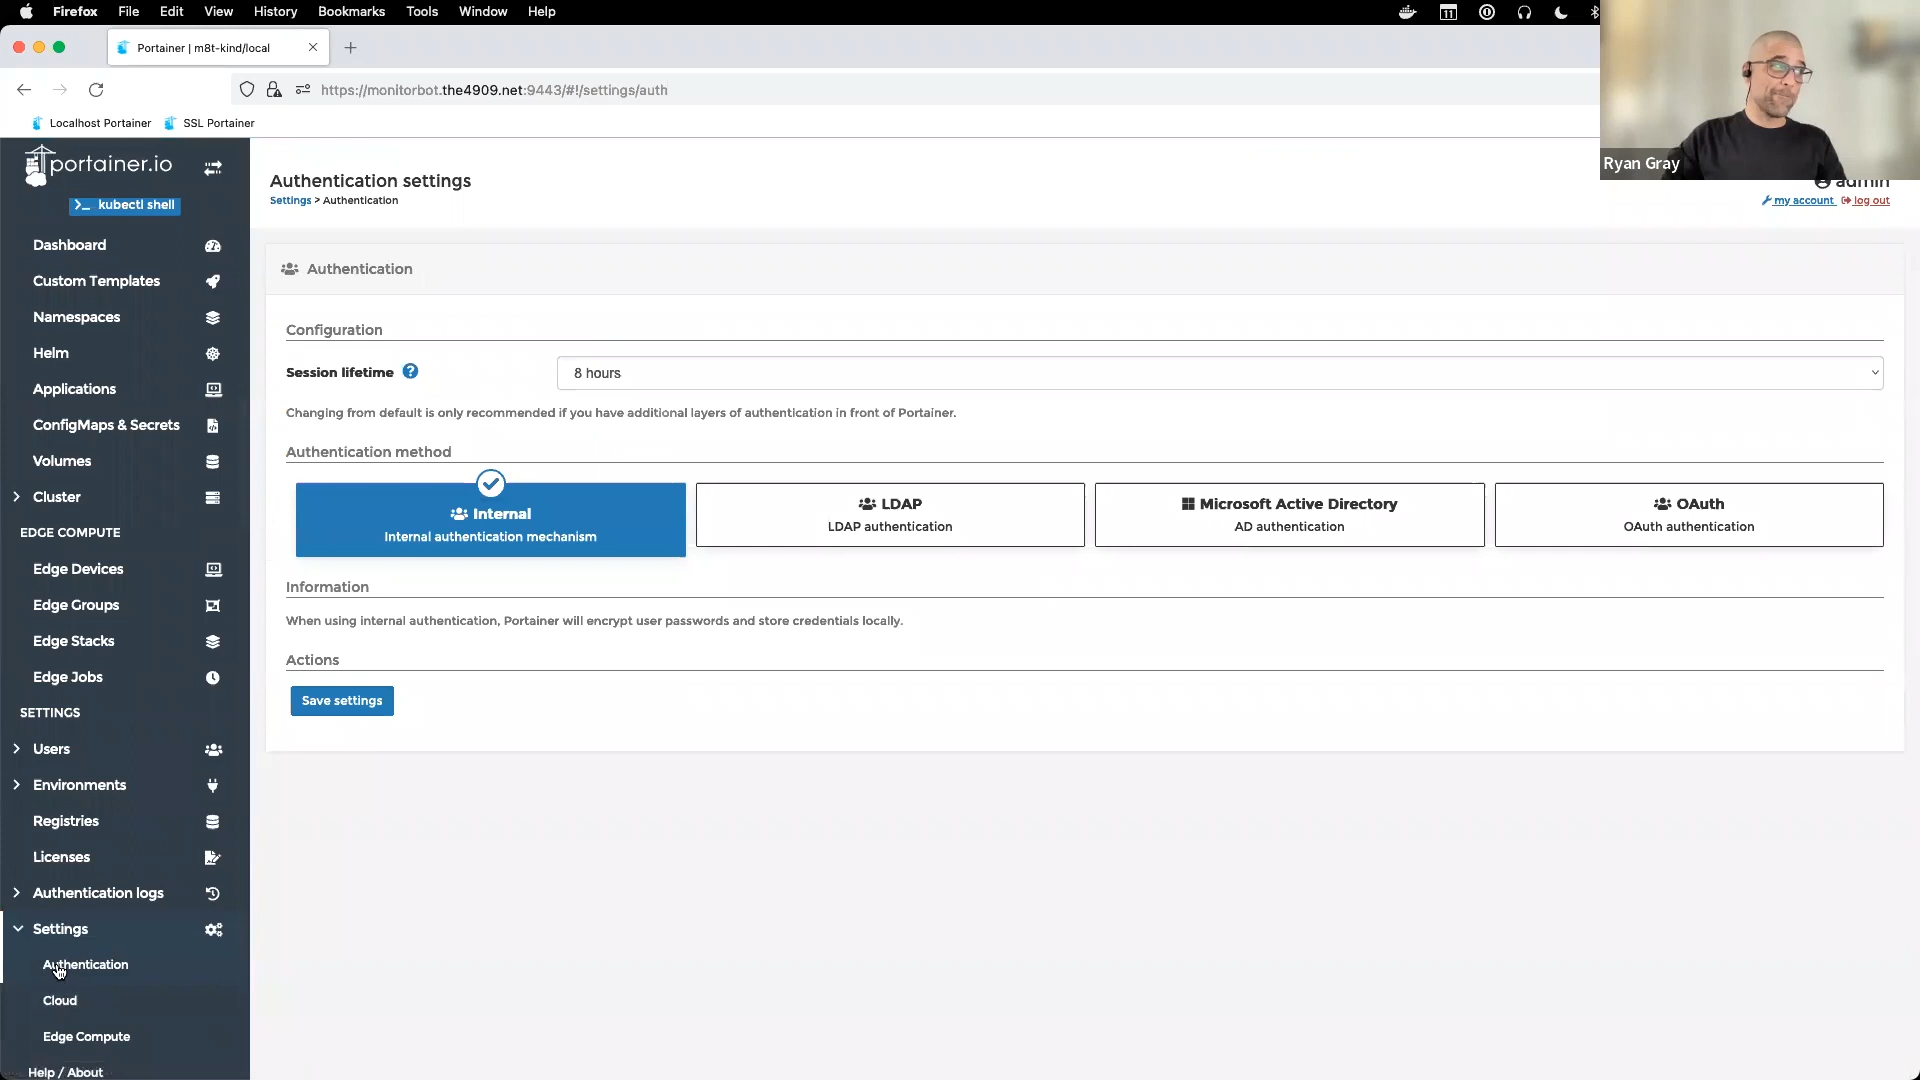 Firefox File Edit View History Bookmarks Tools Window Help
11
Portainer | m8t-kind/local
https://monitorbot.the4909.net:9443/#!/settings/auth
Localhost Portainer SSL Portainer
Ryan Gray
portainer.io
>_ kubectl shell
Dashboard
Custom Templates
Namespaces
Helm
Applications
ConfigMaps & Secrets
Volumes
Cluster
EDGE COMPUTE
Edge Devices
Edge Groups
Edge Stacks
Edge Jobs
SETTINGS
Users
Environments
Registries
Licenses
Authentication logs
Settings
Authentication
Cloud
Edge Compute
Help / About
Authentication settings
Settings > Authentication
admin
my account log out
Authentication
Configuration
Session lifetime ?
8 hours
Changing from default is only recommended if you have additional layers of authentication in front of Portainer.
Authentication method
Internal
Internal authentication mechanism
LDAP
LDAP authentication
Microsoft Active Directory
AD authentication
OAuth
OAuth authentication
Information
When using internal authentication, Portainer will encrypt user passwords and store credentials locally.
Actions
Save settings